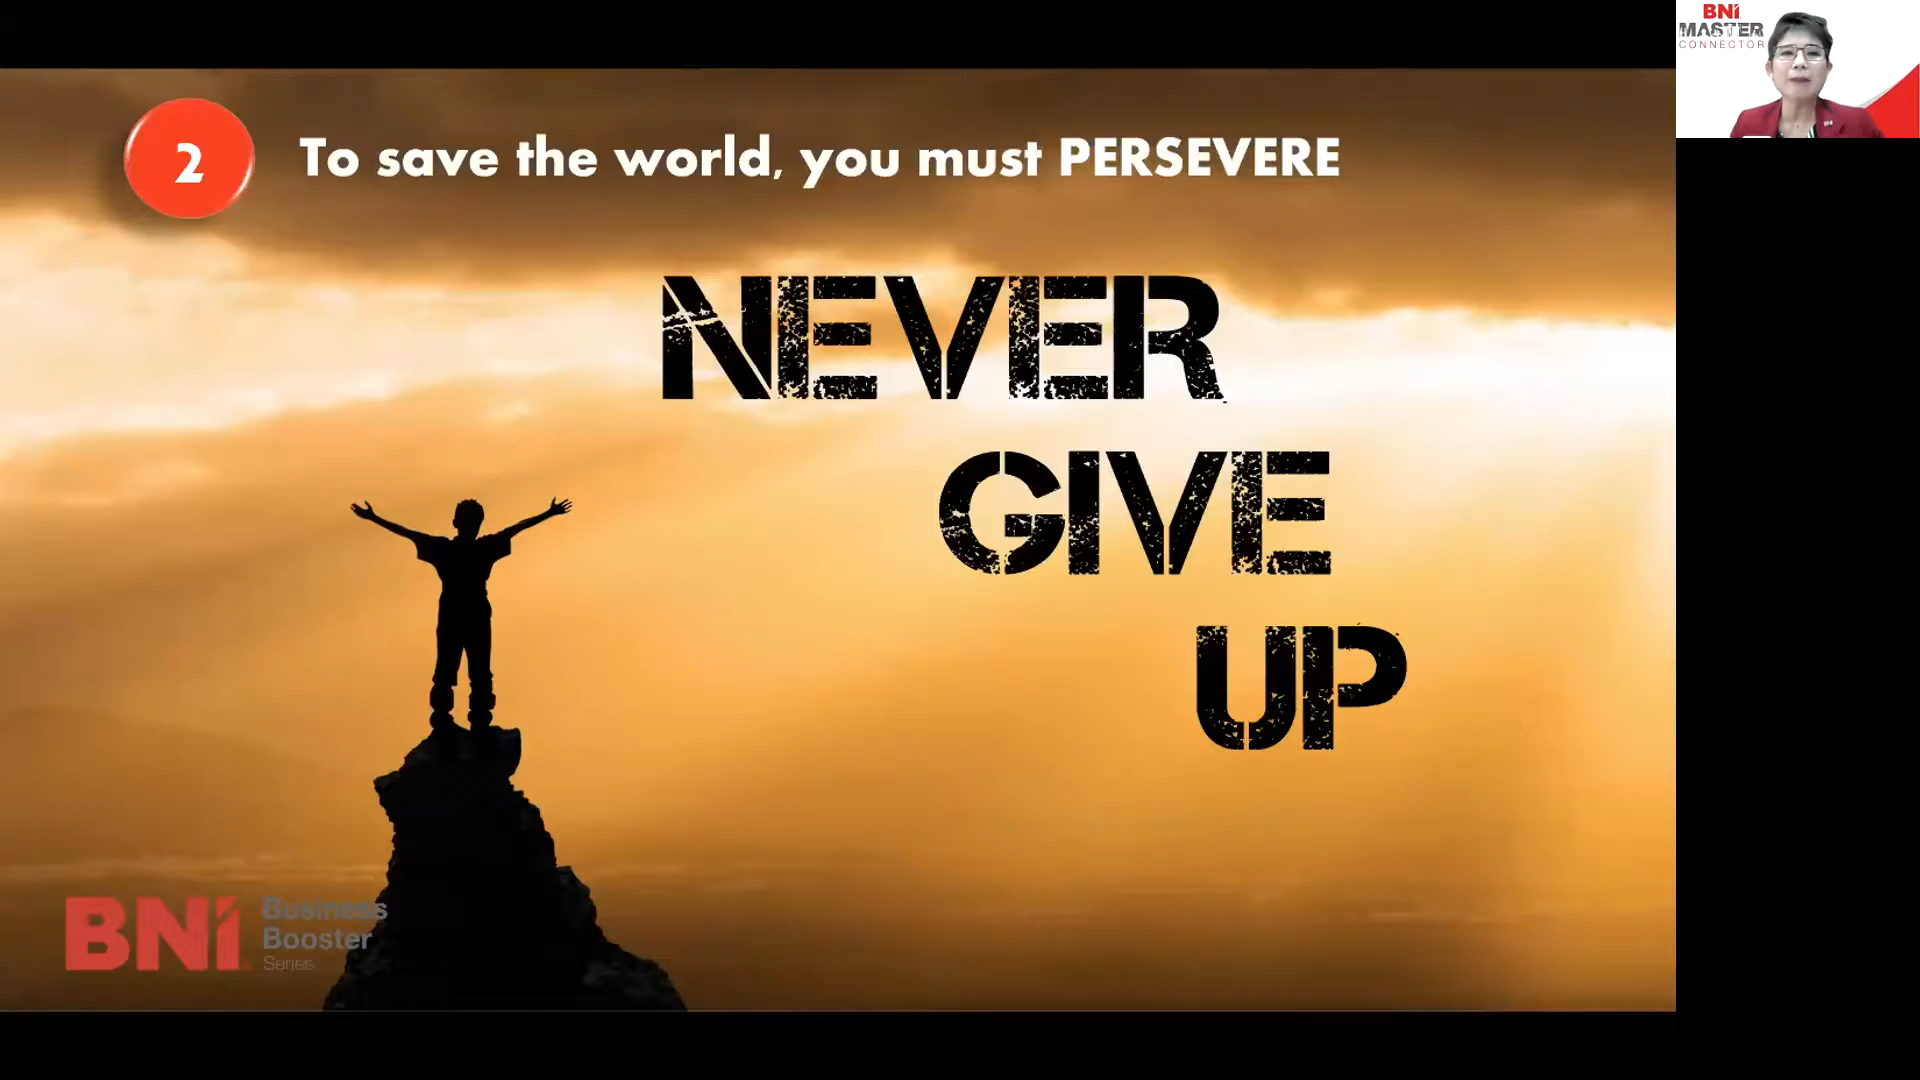 2
To save the world, you must PERSEVERE
NEVER
GIVE
UP
BNI
Business
Booster
Series
BNI
MASTER
CONNECTOR